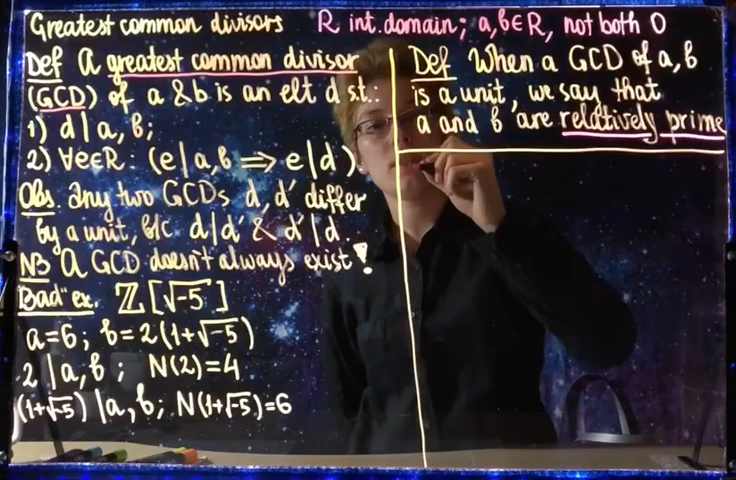 Greatest common divisors R int. domain; a, b ∈ R, not both 0
Def A greatest common divisor
(GCD) of a & b is an elt d s.t.:
1) d | a, b;
2) ∀e∈R: (e | a, b ⟹ e | d)
Obs. any two GCDs d, d' differ
by a unit, b/c d | d' & d' | d
NB A GCD doesn't always exist!
"Bad" ex. ℤ[√-5]
a=6; b=2(1+√-5)
2 | a, b; N(2)=4
(1+√-5) | a, b; N(1+√-5)=6
Def When a GCD of a, b
is a unit, we say that
a and b are relatively prime